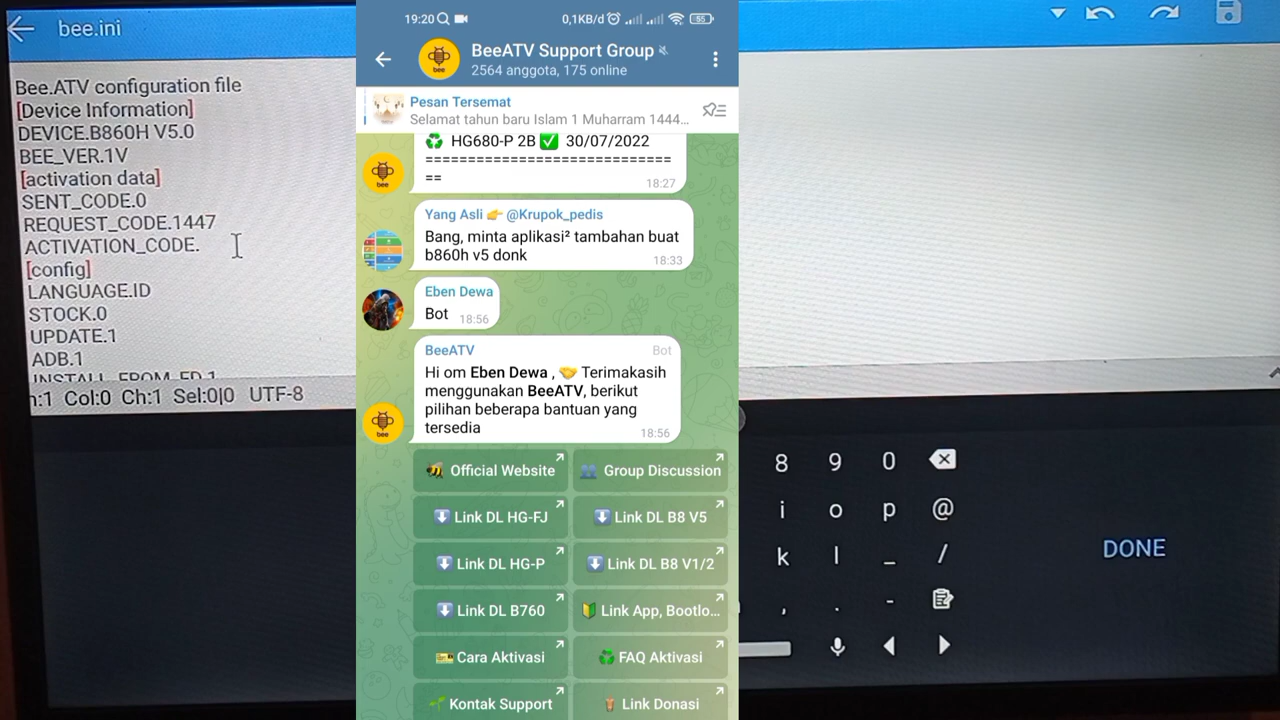 bee.ini
Bee.ATV configuration file
[Device Information]
DEVICE.B860H V5.0
BEE_VER.1V
[activation data]
SENT_CODE.0
REQUEST_CODE.1447
ACTIVATION_CODE.
[config]
LANGUAGE.ID
STOCK.0
UPDATE.1
ADB.1
INSTALL_FROM_FD.1
n:1 Col:0 Ch:1 Sel:0|0 UTF-8
19:20
0,1KB/d
55
BeeATV Support Group
2564 anggota, 175 online
Pesan Tersemat
Selamat tahun baru Islam 1 Muharram 1444...
bee
♻ HG680-P 2B ✅ 30/07/2022
=============================
==
18:27
bee
Yang Asli 👉 @Krupok_pedis
Bang, minta aplikasi² tambahan buat
b860h v5 donk
18:33
Eben Dewa
Bot
18:56
BeeATV Bot
Hi om Eben Dewa , 🤝 Terimakasih
menggunakan BeeATV, berikut
pilihan beberapa bantuan yang
tersedia
18:56
bee
Official Website
Group Discussion
Link DL HG-FJ
Link DL B8 V5
Link DL HG-P
Link DL B8 V1/2
Link DL B760
Link App, Bootlo...
Cara Aktivasi
FAQ Aktivasi
Kontak Support
Link Donasi
8 9 0
i o p @
k l _ /
, . -
DONE